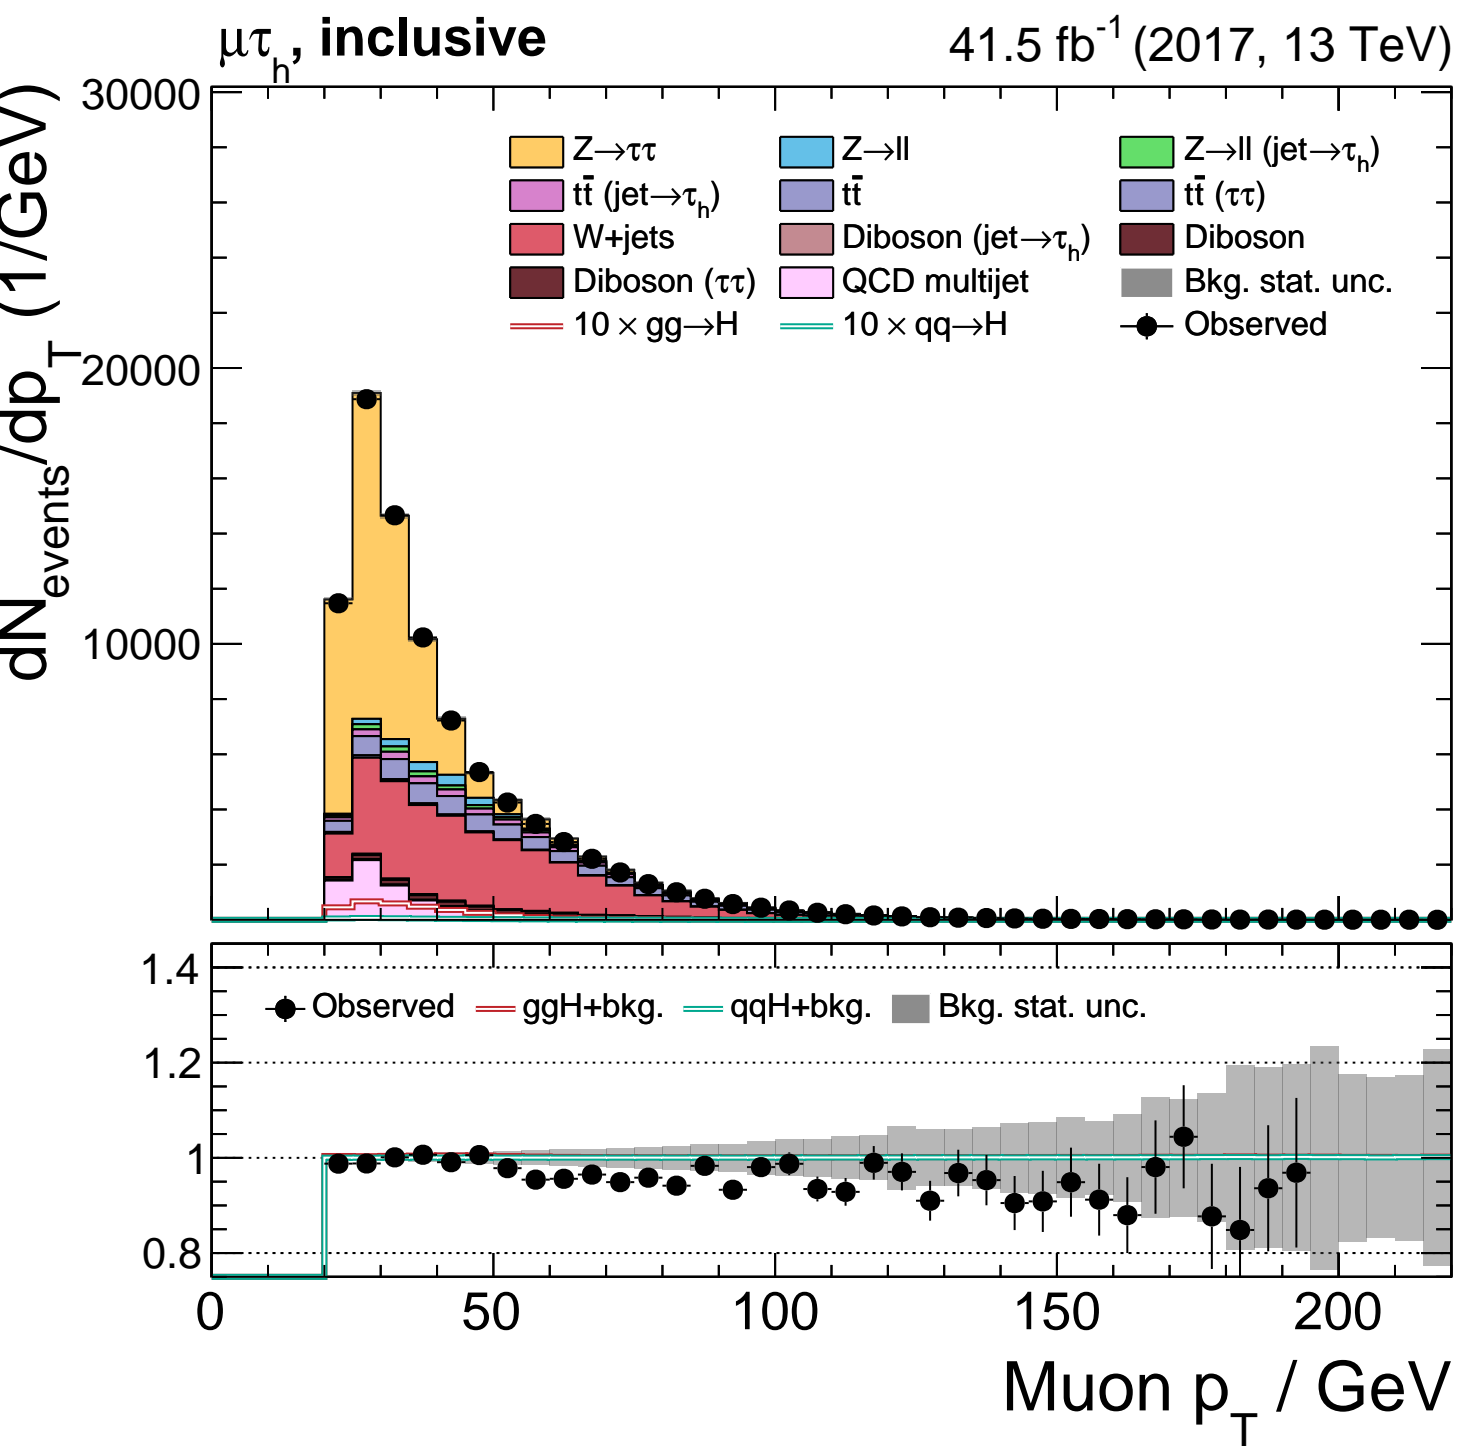 μτh, inclusive 41.5 fb-1 (2017, 13 TeV)
dNevents/dpT (1/GeV)
30000
20000
10000
Z→ττ Z→ll Z→ll (jet→τh)
tt̄ (jet→τh) tt̄ tt̄ (ττ)
W+jets Diboson (jet→τh) Diboson
Diboson (ττ) QCD multijet Bkg. stat. unc.
10 × gg→H 10 × qq→H Observed
1.4
1.2
1
0.8
Observed ggH+bkg. qqH+bkg. Bkg. stat. unc.
0 50 100 150 200
Muon pT / GeV